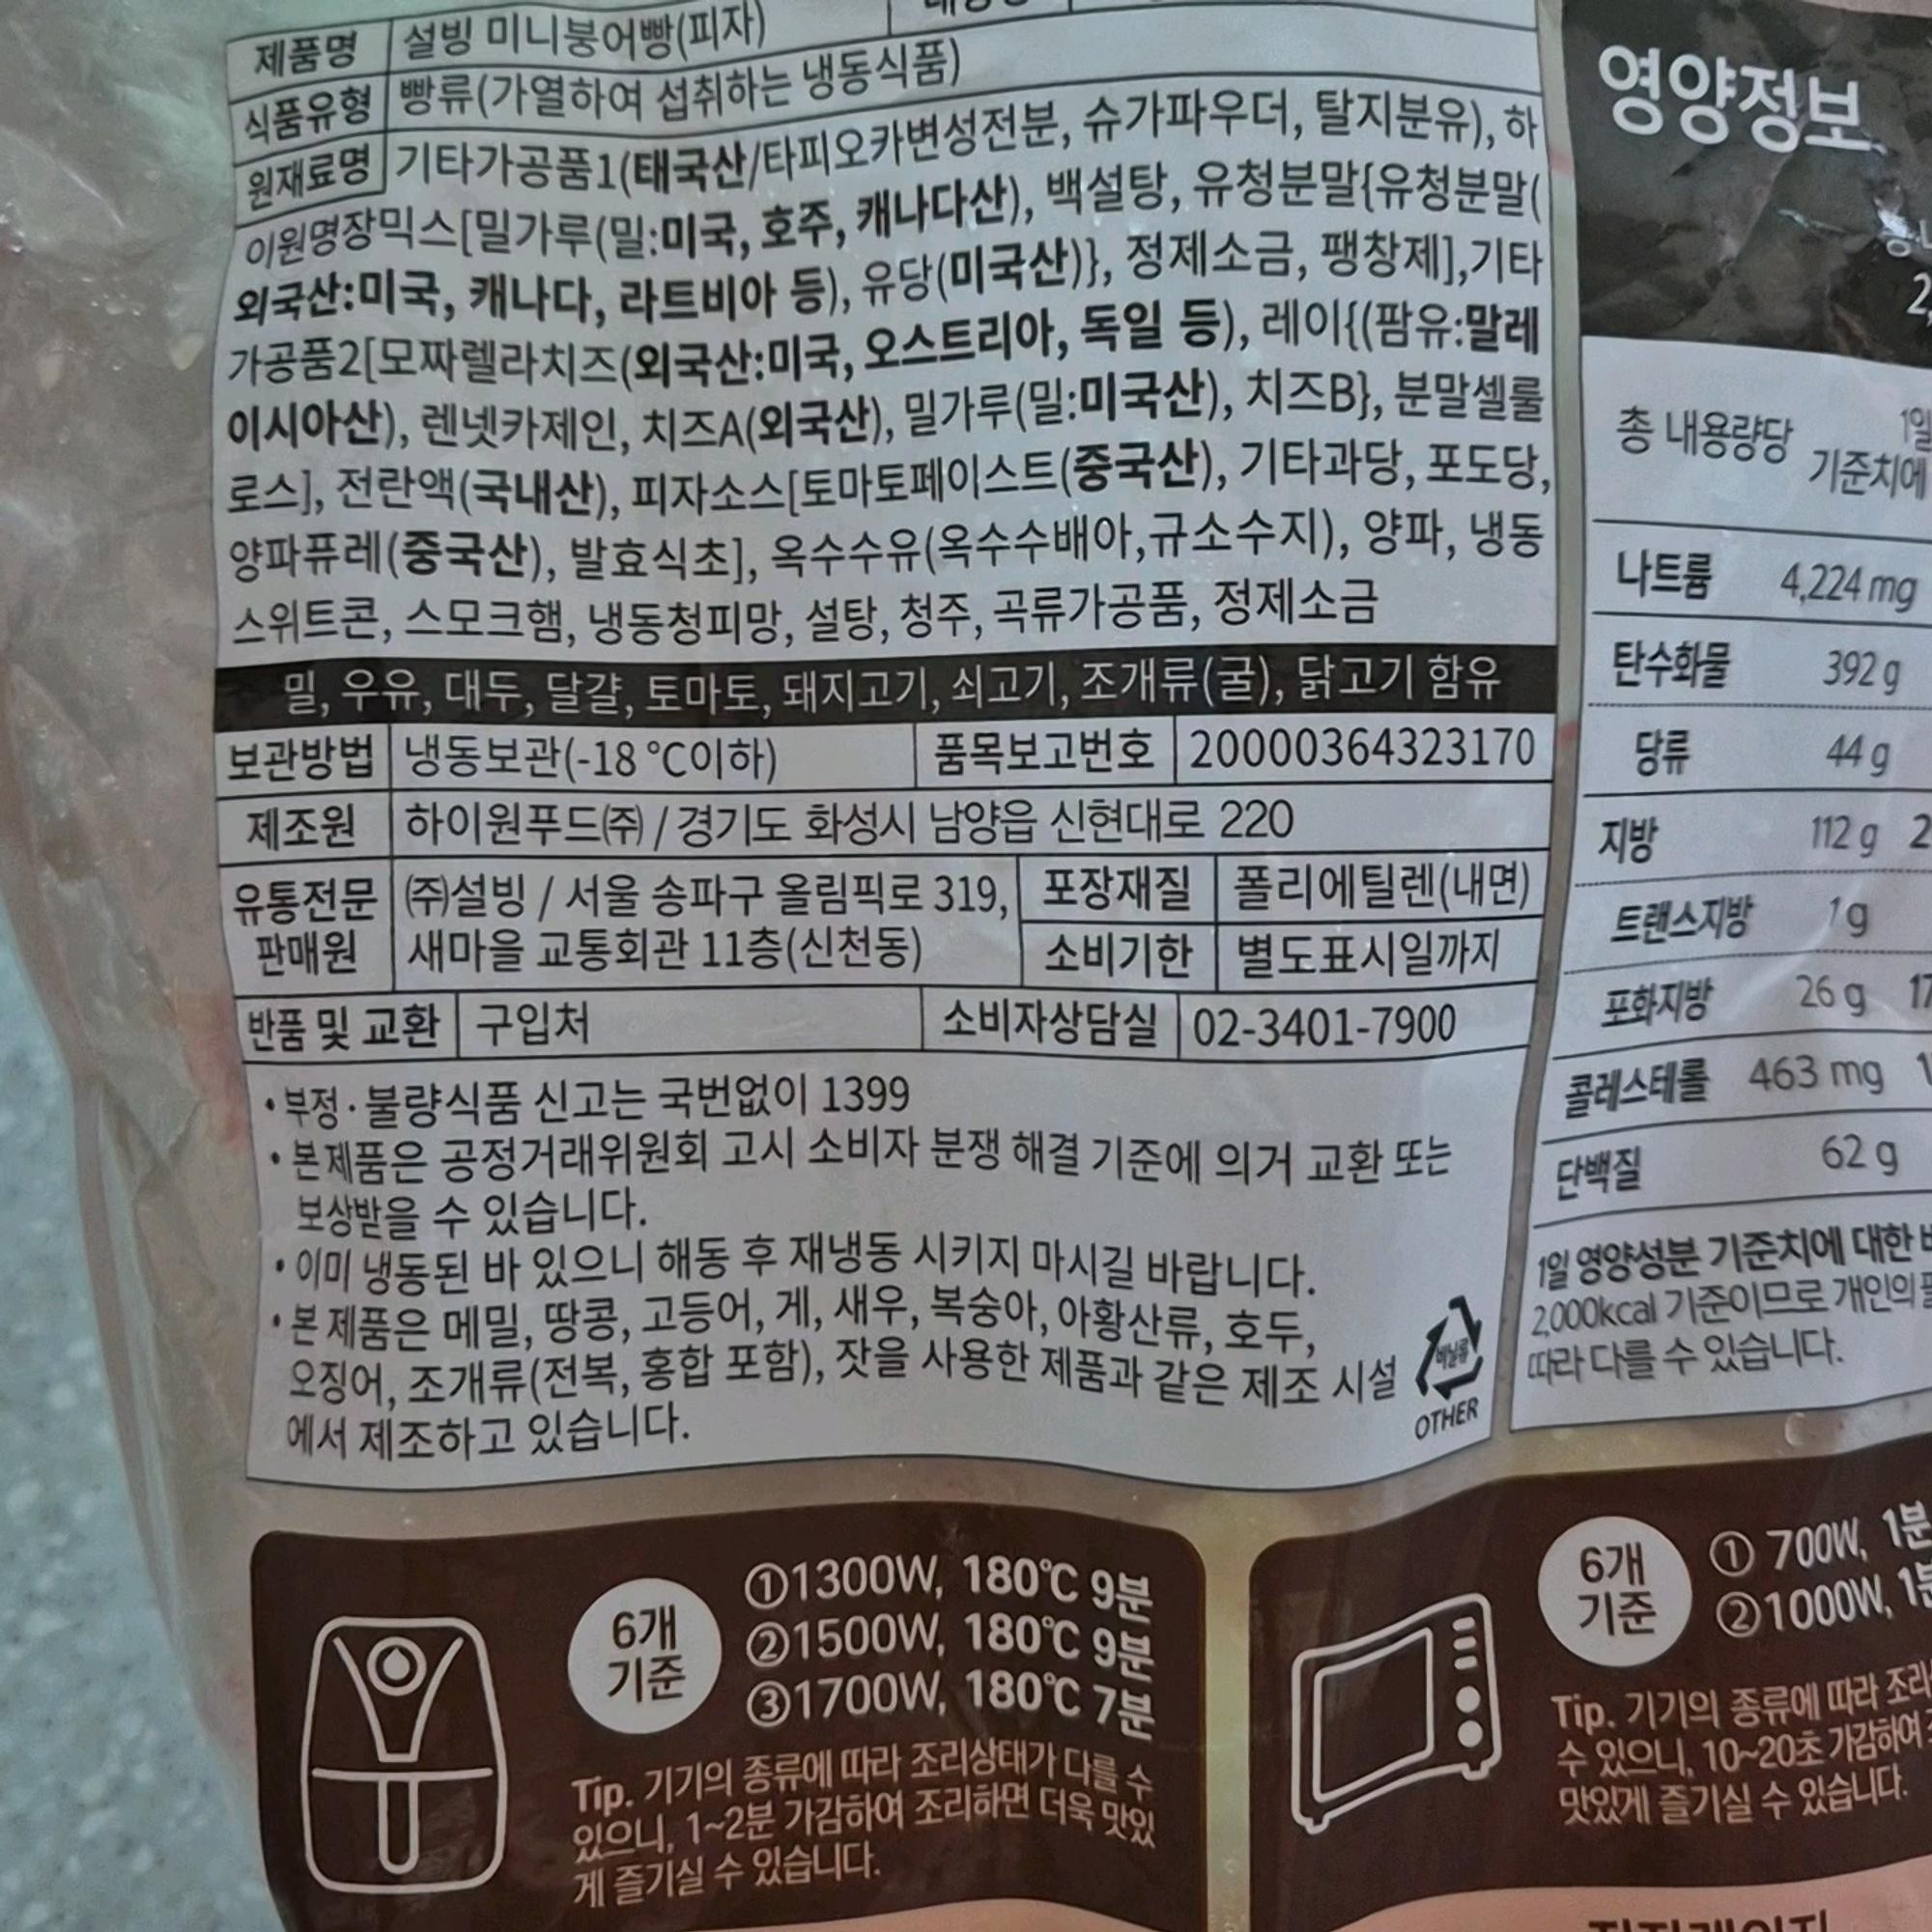 제품명 설빙 미니붕어빵(피자)
식품유형 빵류(가열하여 섭취하는 냉동식품)
원재료명 기타가공품1(태국산/타피오카변성전분, 슈가파우더, 탈지분유), 하
이원명장믹스[밀가루(밀:미국, 호주, 캐나다산), 백설탕, 유청분말{유청분말(
외국산:미국, 캐나다, 라트비아 등), 유당(미국산)}, 정제소금, 팽창제],기타
가공품2[모짜렐라치즈(외국산:미국, 오스트리아, 독일 등), 레이{(팜유:말레
이시아산), 렌넷카제인, 치즈A(외국산), 밀가루(밀:미국산), 치즈B}, 분말셀룰
로스], 전란액(국내산), 피자소스[토마토페이스트(중국산), 기타과당, 포도당,
양파퓨레(중국산), 발효식초], 옥수수유(옥수수배아,규소수지), 양파, 냉동
스위트콘, 스모크햄, 냉동청피망, 설탕, 청주, 곡류가공품, 정제소금
밀, 우유, 대두, 달걀, 토마토, 돼지고기, 쇠고기, 조개류(굴), 닭고기 함유
보관방법 냉동보관(-18 ℃이하) 품목보고번호 20000364323170
제조원 하이원푸드㈜ / 경기도 화성시 남양읍 신현대로 220
유통전문 ㈜설빙 / 서울 송파구 올림픽로 319, 포장재질 폴리에틸렌(내면)
판매원 새마을 교통회관 11층(신천동) 소비기한 별도표시일까지
반품 및 교환 구입처 소비자상담실 02-3401-7900
• 부정 · 불량식품 신고는 국번없이 1399
• 본제품은 공정거래위원회 고시 소비자 분쟁 해결 기준에 의거 교환 또는
보상받을 수 있습니다.
• 이미 냉동된 바 있으니 해동 후 재냉동 시키지 마시길 바랍니다.
• 본 제품은 메밀, 땅콩, 고등어, 게, 새우, 복숭아, 아황산류, 호두,
오징어, 조개류(전복, 홍합 포함), 잣을 사용한 제품과 같은 제조 시설
에서 제조하고 있습니다.
비닐류
OTHER
영양정보
총 내용량당 1일
기준치에
나트륨 4,224 mg
탄수화물 392 g
당류 44 g
지방 112 g 2
트랜스지방 1 g
포화지방 26 g 17
콜레스테롤 463 mg 1
단백질 62 g
1일 영양성분 기준치에 대한
2,000kcal 기준이므로 개인의
따라 다를 수 있습니다.
6개
기준
①1300W, 180℃ 9분
②1500W, 180℃ 9분
③1700W, 180℃ 7분
Tip. 기기의 종류에 따라 조리상태가 다를 수
있으니, 1~2분 가감하여 조리하면 더욱 맛있
게 즐기실 수 있습니다.
6개
기준
① 700W, 1분
②1000W, 1분
Tip. 기기의 종류에 따라 조리
수 있으니, 10~20초 가감하여
맛있게 즐기실 수 있습니다.